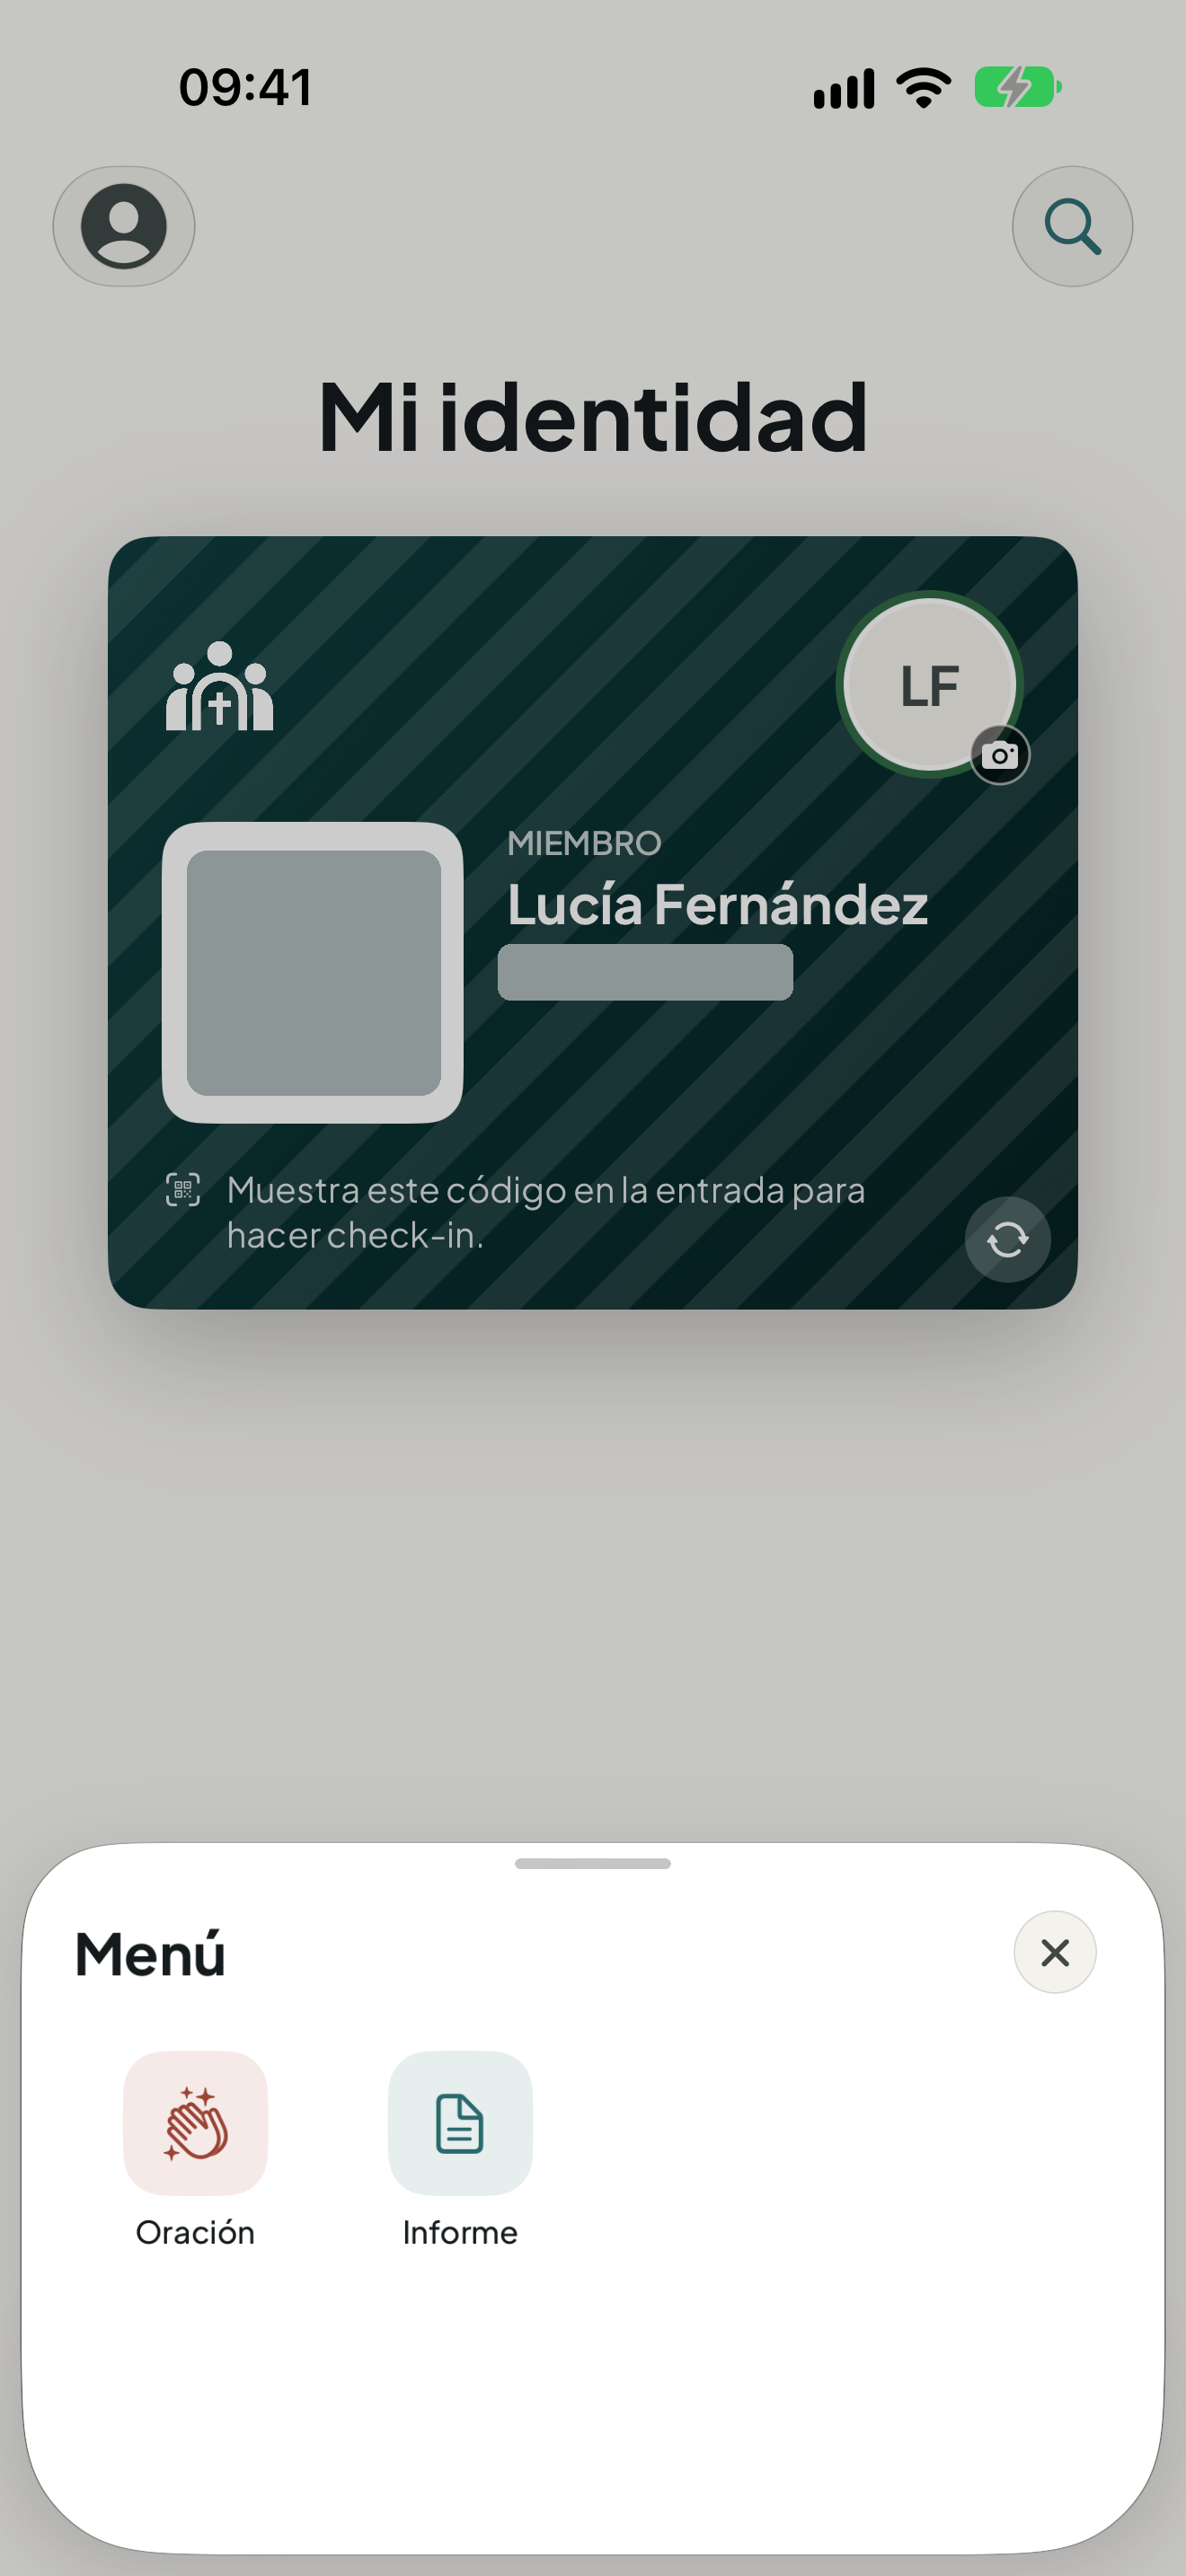 09:41
Mi identidad
LF
MIEMBRO
Lucía Fernández
Muestra este código en la entrada para
hacer check-in.
Menú
Oración
Informe